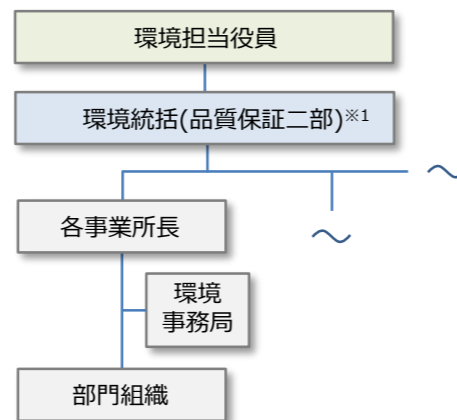 環境担当役員
環境統括(品質保証二部)※1
各事業所長
環境
事務局
部門組織